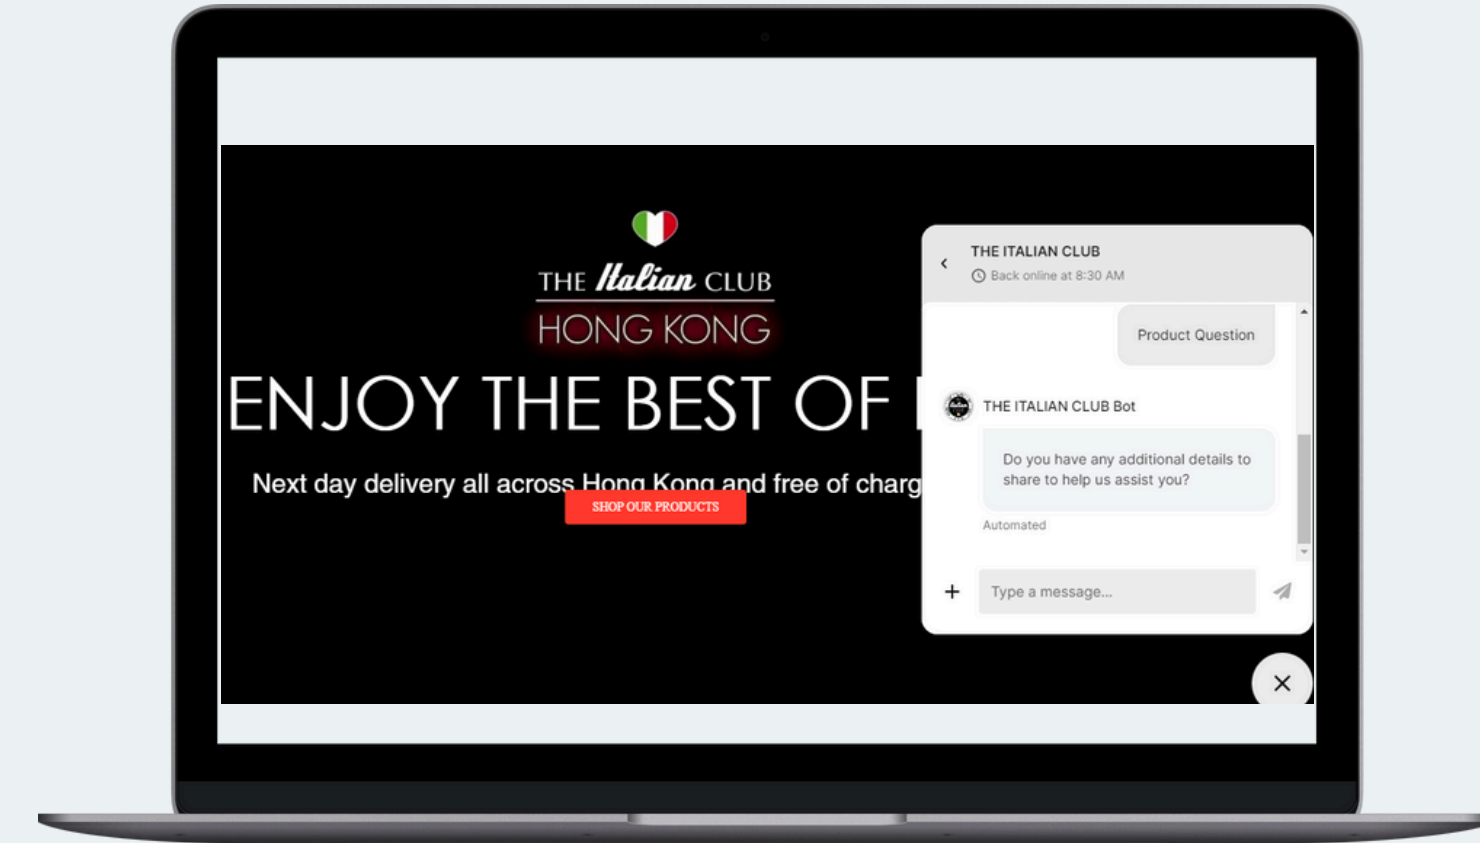 THE Italian CLUB
HONG KONG
ENJOY THE BEST OF
Next day delivery all across Hong Kong and free of charg
SHOP OUR PRODUCTS
THE ITALIAN CLUB
Back online at 8:30 AM
Product Question
THE ITALIAN CLUB Bot
Do you have any additional details to
share to help us assist you?
Automated
Type a message...